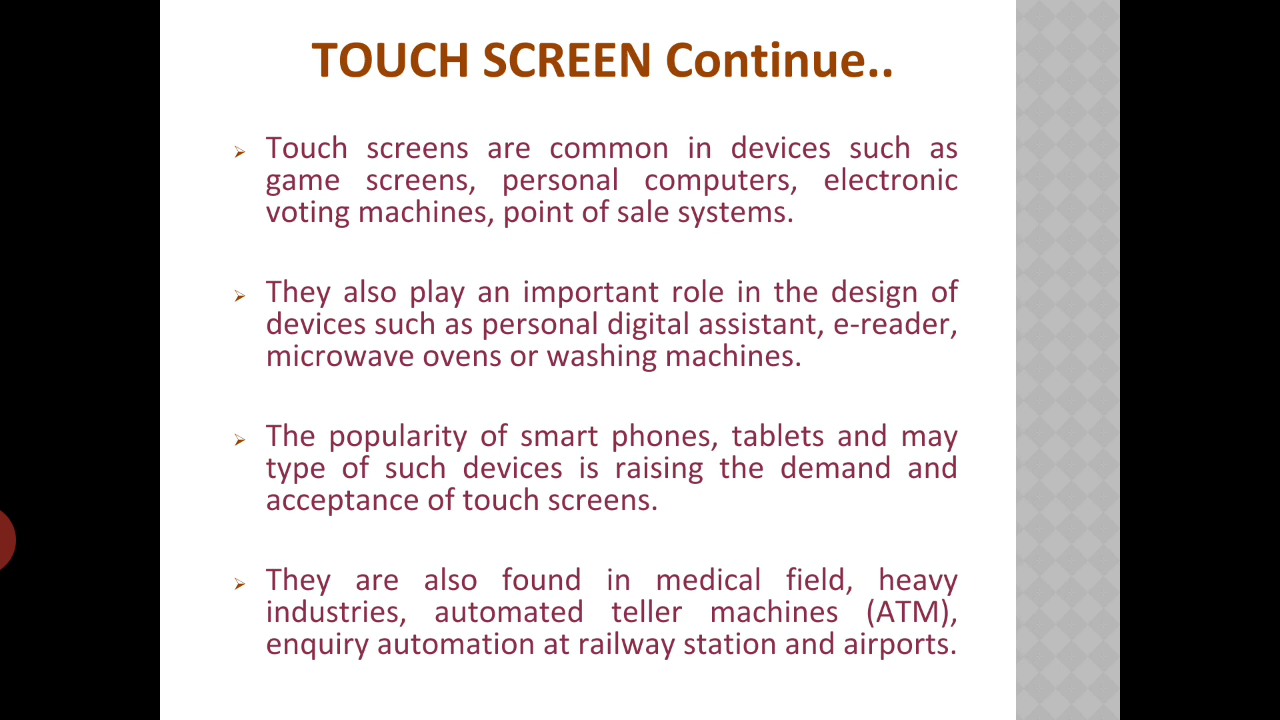 TOUCH SCREEN Continue..
Touch screens are common in devices such as
game screens, personal computers, electronic
voting machines, point of sale systems.
They also play an important role in the design of
devices such as personal digital assistant, e-reader,
microwave ovens or washing machines.
The popularity of smart phones, tablets and may
type of such devices is raising the demand and
acceptance of touch screens.
They are also found in medical field, heavy
industries, automated teller machines (ATM),
enquiry automation at railway station and airports.